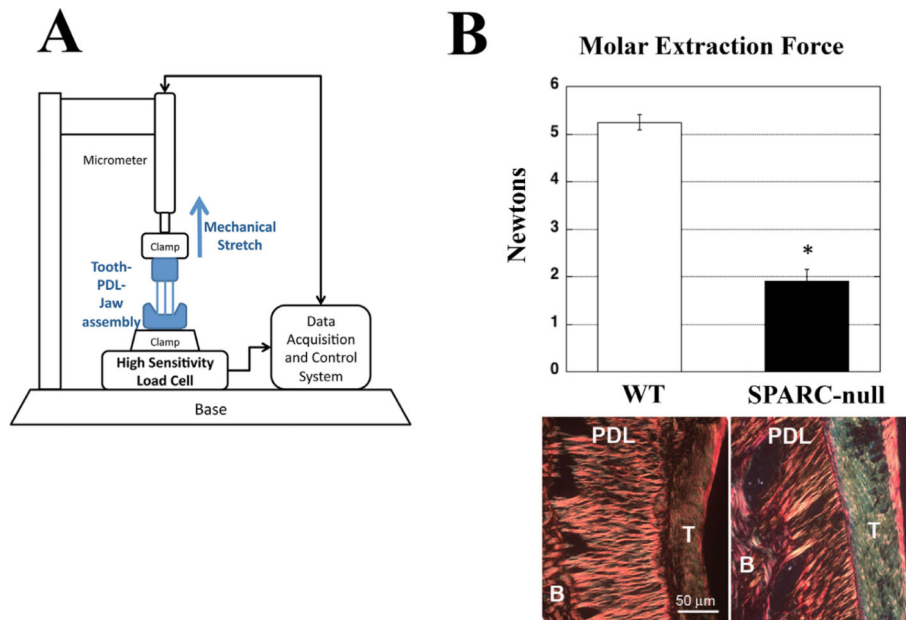 A
Micrometer
Clamp
Mechanical
Stretch
Tooth-
PDL-
Jaw
assembly
Clamp
High Sensitivity
Load Cell
Data
Acquisition
and Control
System
Base
B
Molar Extraction Force
Newtons
6
5
4
3
2
1
0
*
WT
SPARC-null
PDL
T
B
50 μm
PDL
T
B